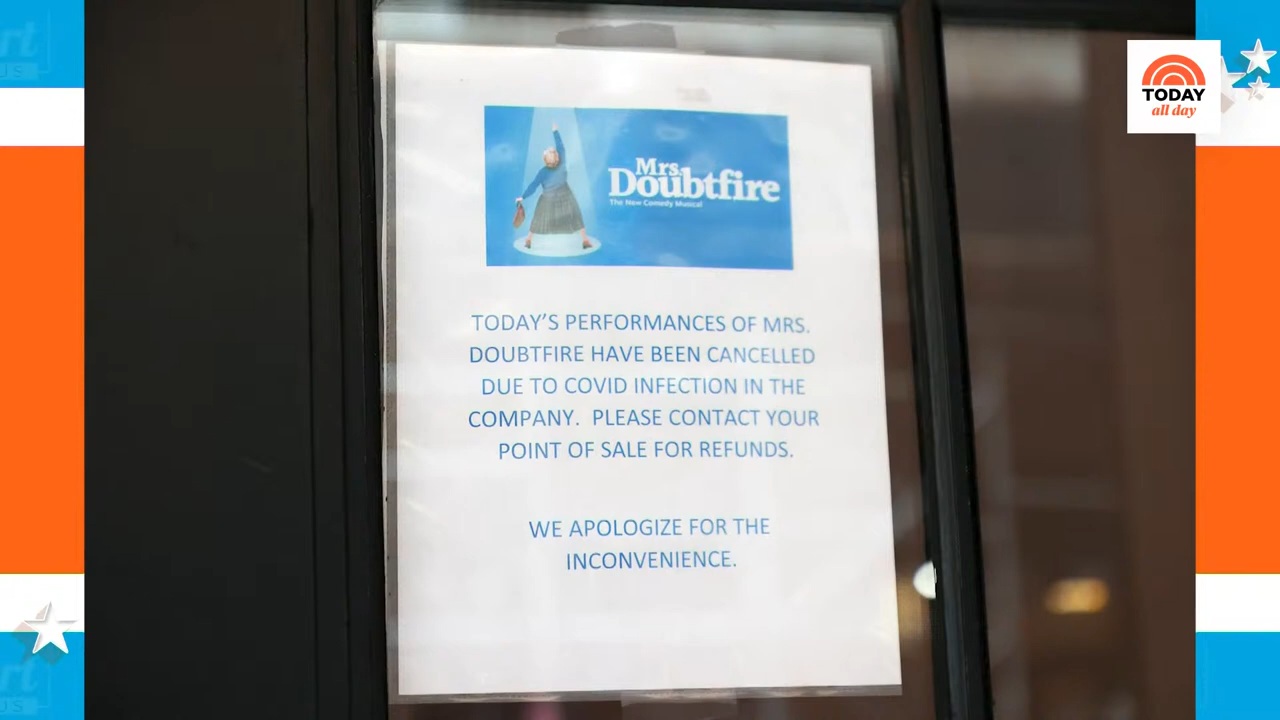 TODAY
all day
Mrs.
Doubtfire
The New Comedy Musical
TODAY'S PERFORMANCES OF MRS.
DOUBTFIRE HAVE BEEN CANCELLED
DUE TO COVID INFECTION IN THE
COMPANY.  PLEASE CONTACT YOUR
POINT OF SALE FOR REFUNDS.
WE APOLOGIZE FOR THE
INCONVENIENCE.